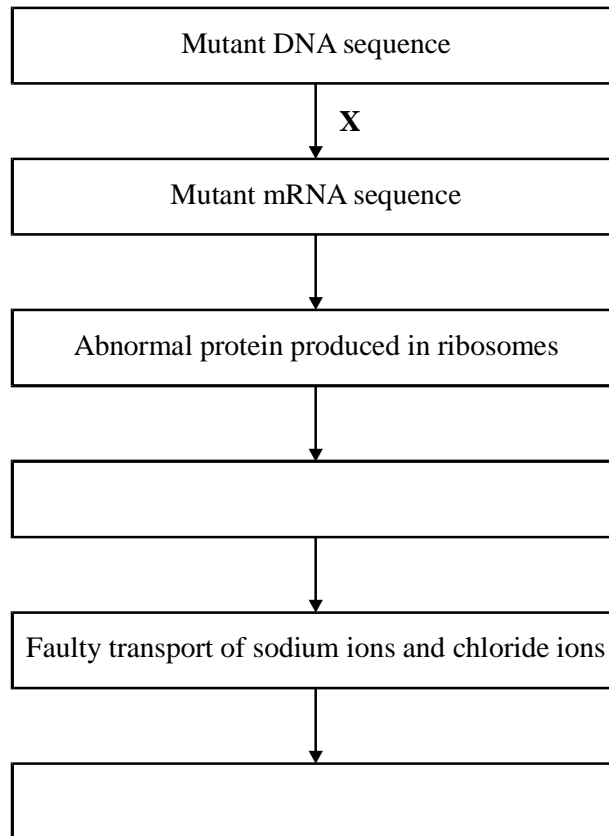 Mutant DNA sequence
X
Mutant mRNA sequence
Abnormal protein produced in ribosomes
Faulty transport of sodium ions and chloride ions